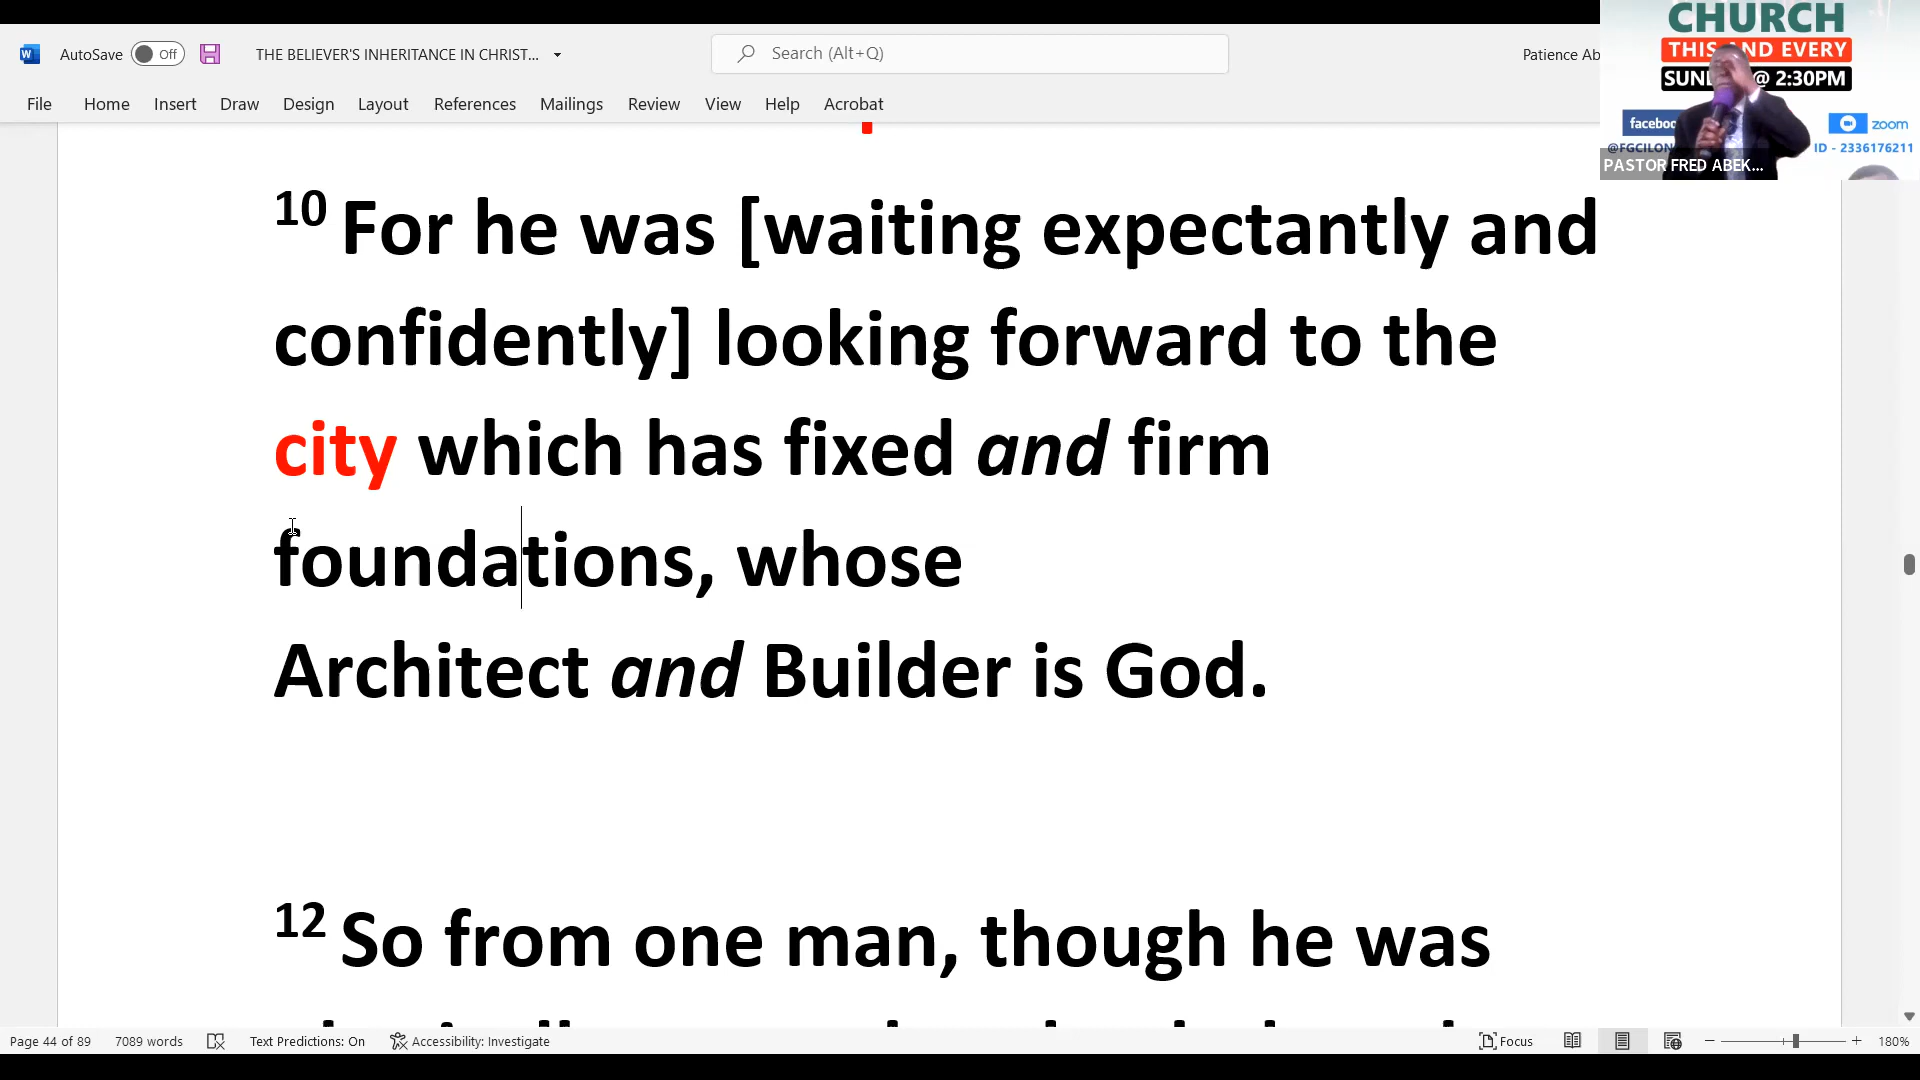 AutoSave Off THE BELIEVER'S INHERITANCE IN CHRIST... Search (Alt+Q) Patience Ab
File Home Insert Draw Design Layout References Mailings Review View Help Acrobat
CHURCH
THIS AND EVERY
@ 2:30PM
zoom
@FGCILON
ID - 2336176211
PASTOR FRED ABEK...
10 For he was [waiting expectantly and
confidently] looking forward to the
city which has fixed and firm
foundations, whose
Architect and Builder is God.
12 So from one man, though he was
Page 44 of 89 7089 words Text Predictions: On Accessibility: Investigate Focus 180%